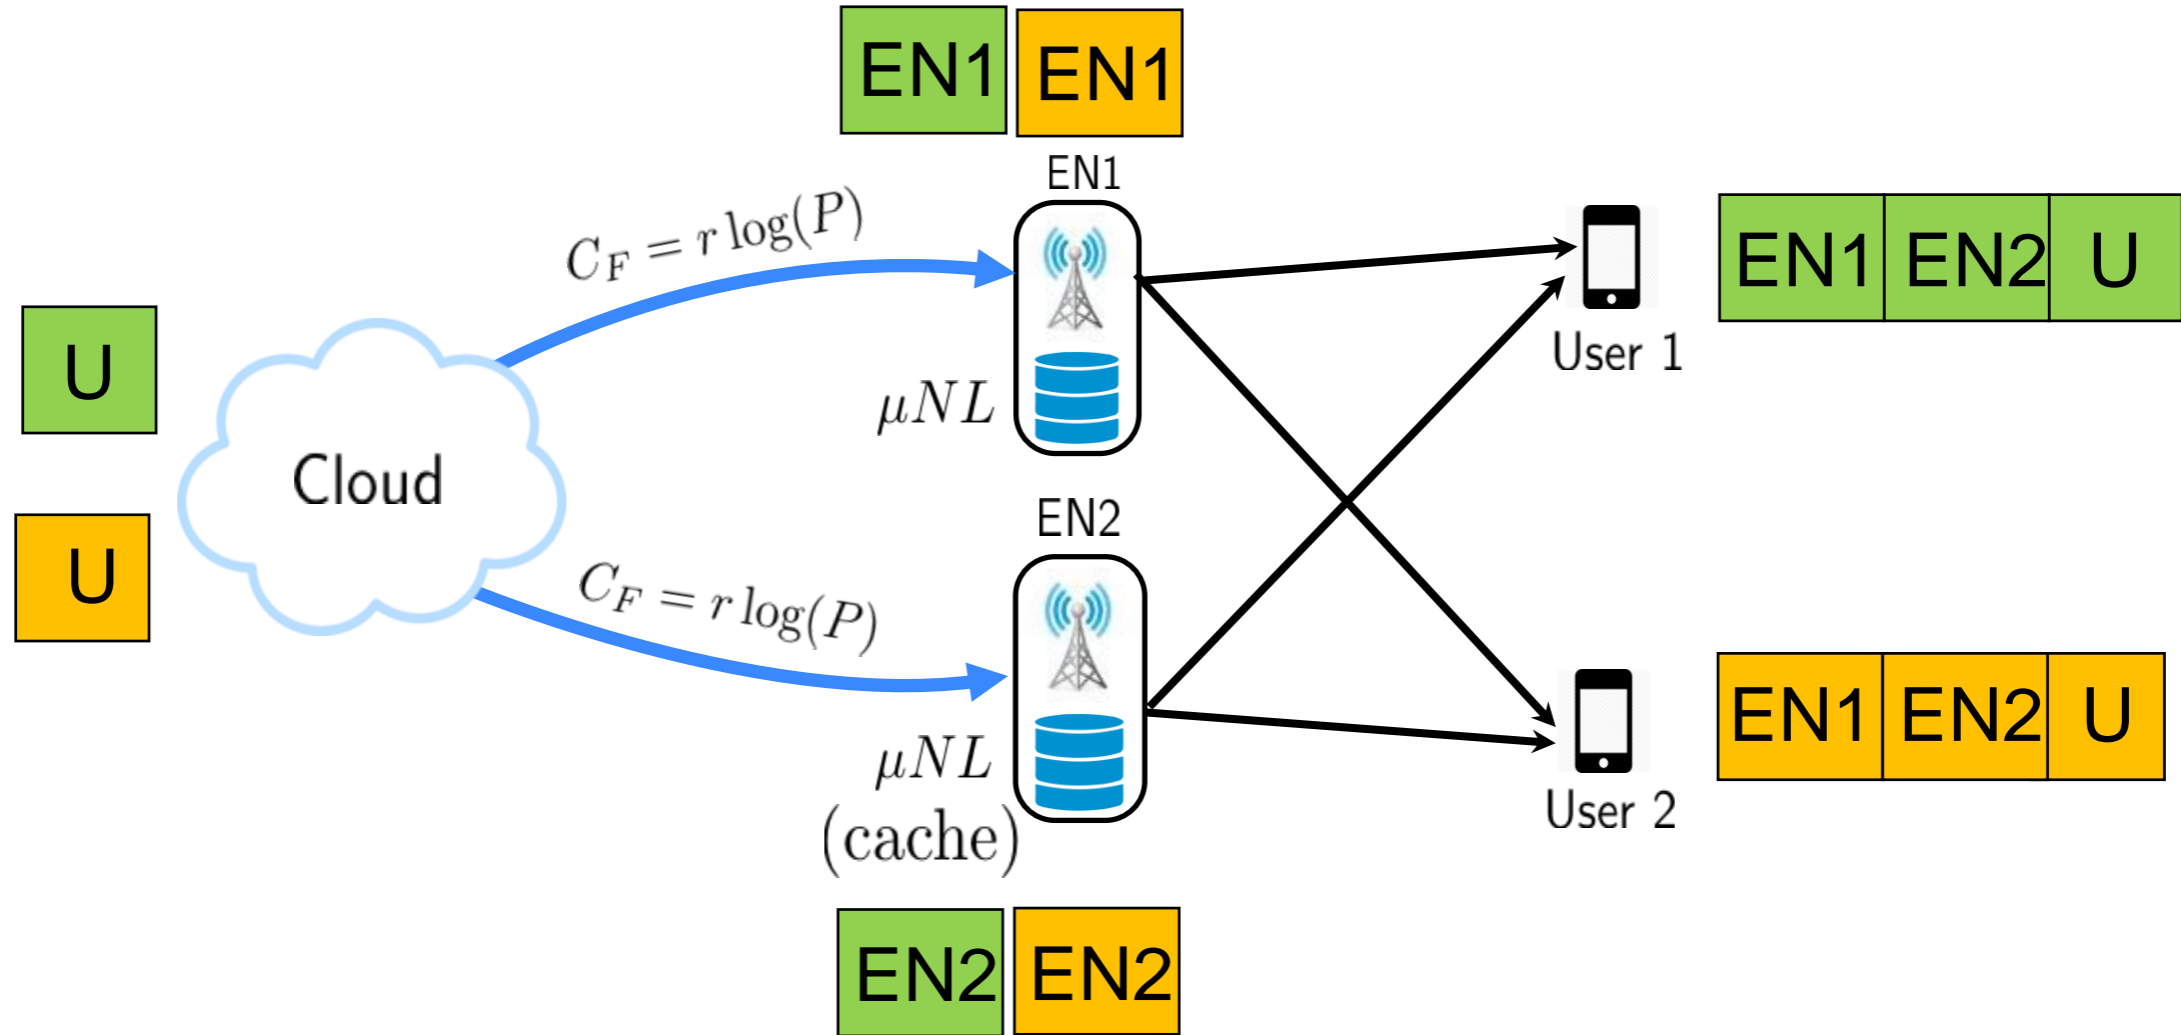 EN1 EN1
EN1
C_F = r log(P)
EN1 EN2 U
User 1
U
μNL
Cloud
EN2
U
C_F = r log(P)
EN1 EN2 U
μNL
(cache)
User 2
EN2 EN2